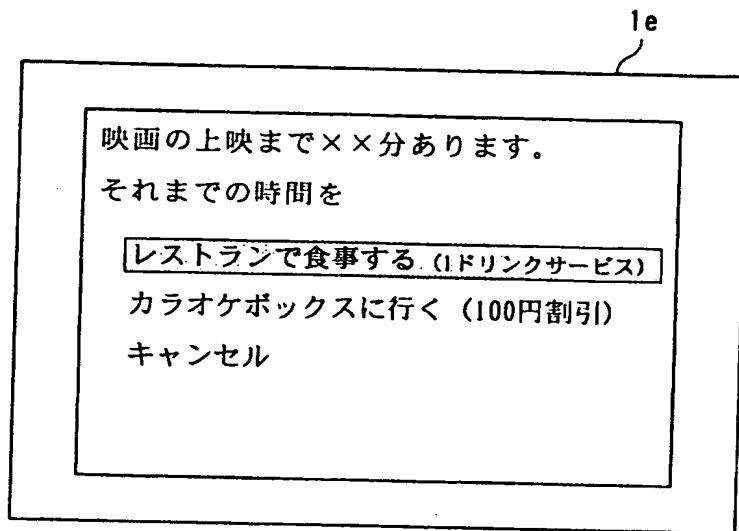 1e
映画の上映まで××分あります。
それまでの時間を
レストランで食事する(1ドリンクサービス)
カラオケボックスに行く(100円割引)
キャンセル